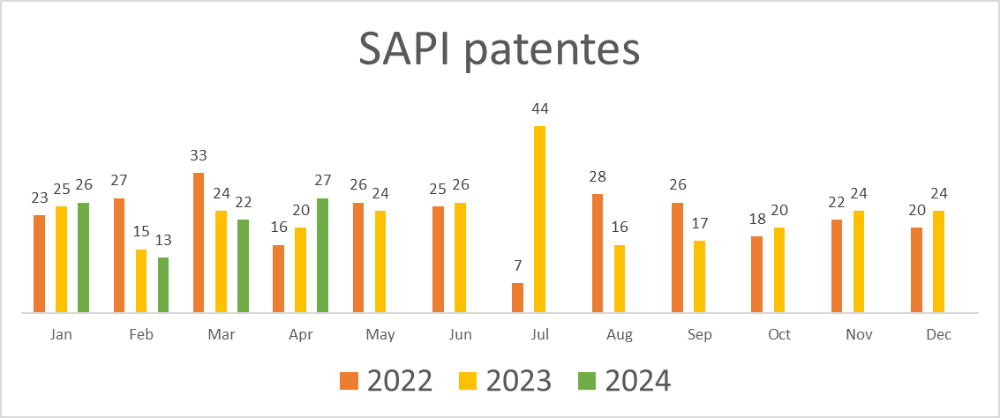 SAPI patentes
23 25 26
27 15 13
33 24 22
16 20 27
26 24
25 26
7 44
28 16
26 17
18 20
22 24
20 24
Jan Feb Mar Apr May Jun Jul Aug Sep Oct Nov Dec
2022 2023 2024